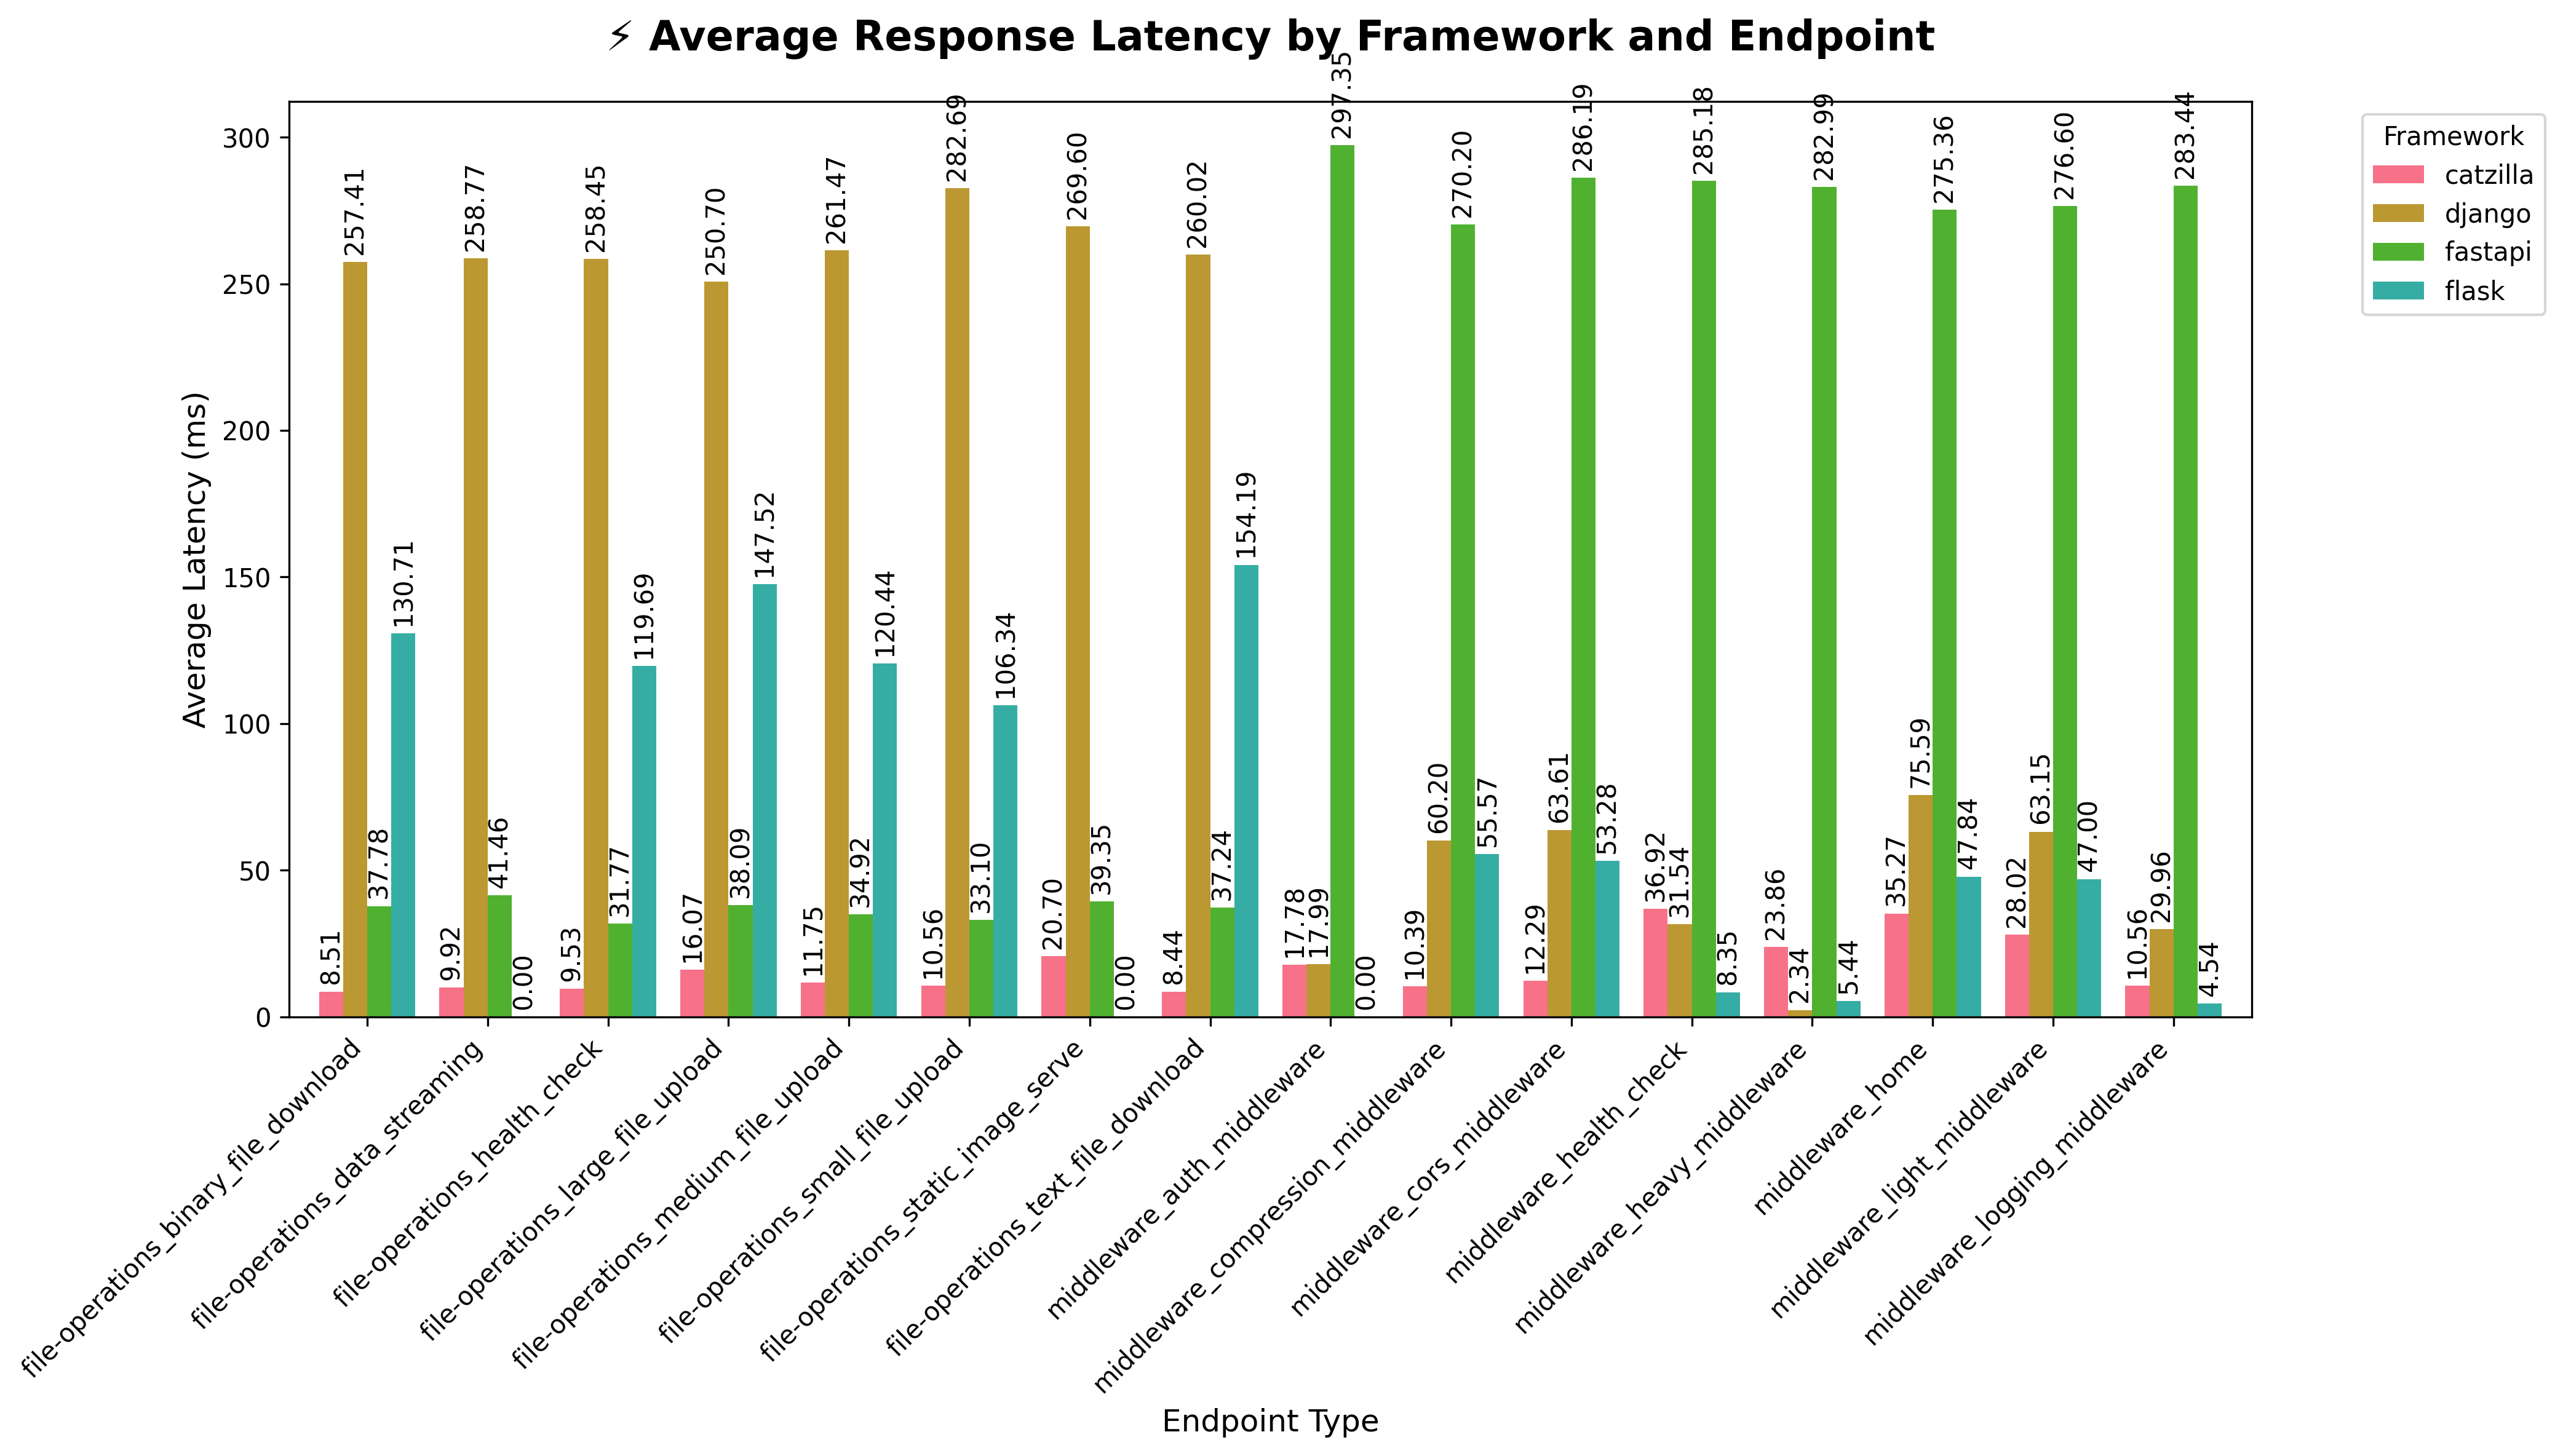 ⚡ Average Response Latency by Framework and Endpoint
Average Latency (ms)
300
250
200
150
100
50
0
8.51
257.41
37.78
130.71
9.92
258.77
41.46
0.00
9.53
258.45
31.77
119.69
16.07
250.70
38.09
147.52
11.75
261.47
34.92
120.44
10.56
282.69
33.10
106.34
20.70
269.60
39.35
0.00
8.44
260.02
37.24
154.19
17.78
17.99
297.35
0.00
10.39
60.20
270.20
55.57
12.29
63.61
286.19
53.28
36.92
31.54
285.18
8.35
23.86
2.34
282.99
5.44
35.27
75.59
275.36
47.84
28.02
63.15
276.60
47.00
10.56
29.96
283.44
4.54
file-operations_binary_file_download
file-operations_data_streaming
file-operations_health_check
file-operations_large_file_upload
file-operations_medium_file_upload
file-operations_small_file_upload
file-operations_static_image_serve
file-operations_text_file_download
middleware_auth_middleware
middleware_compression_middleware
middleware_cors_middleware
middleware_health_check
middleware_heavy_middleware
middleware_home
middleware_light_middleware
middleware_logging_middleware
Endpoint Type
Framework
catzilla
django
fastapi
flask